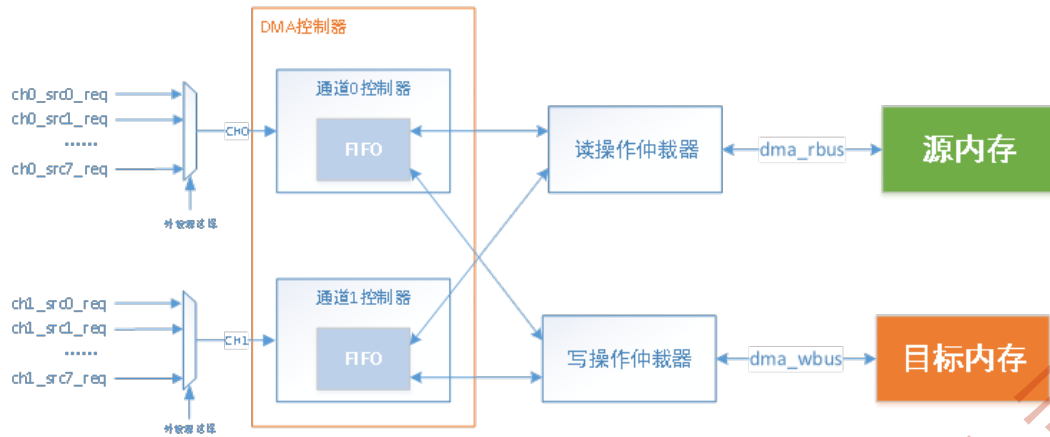 DMA控制器
ch0_src0_req
ch0_src1_req
......
ch0_src7_req
CH0
通道0控制器
FIFO
读操作仲裁器
dma_rbus
源内存
ch1_src0_req
ch1_src1_req
......
ch1_src7_req
CH1
通道1控制器
FIFO
写操作仲裁器
dma_wbus
目标内存